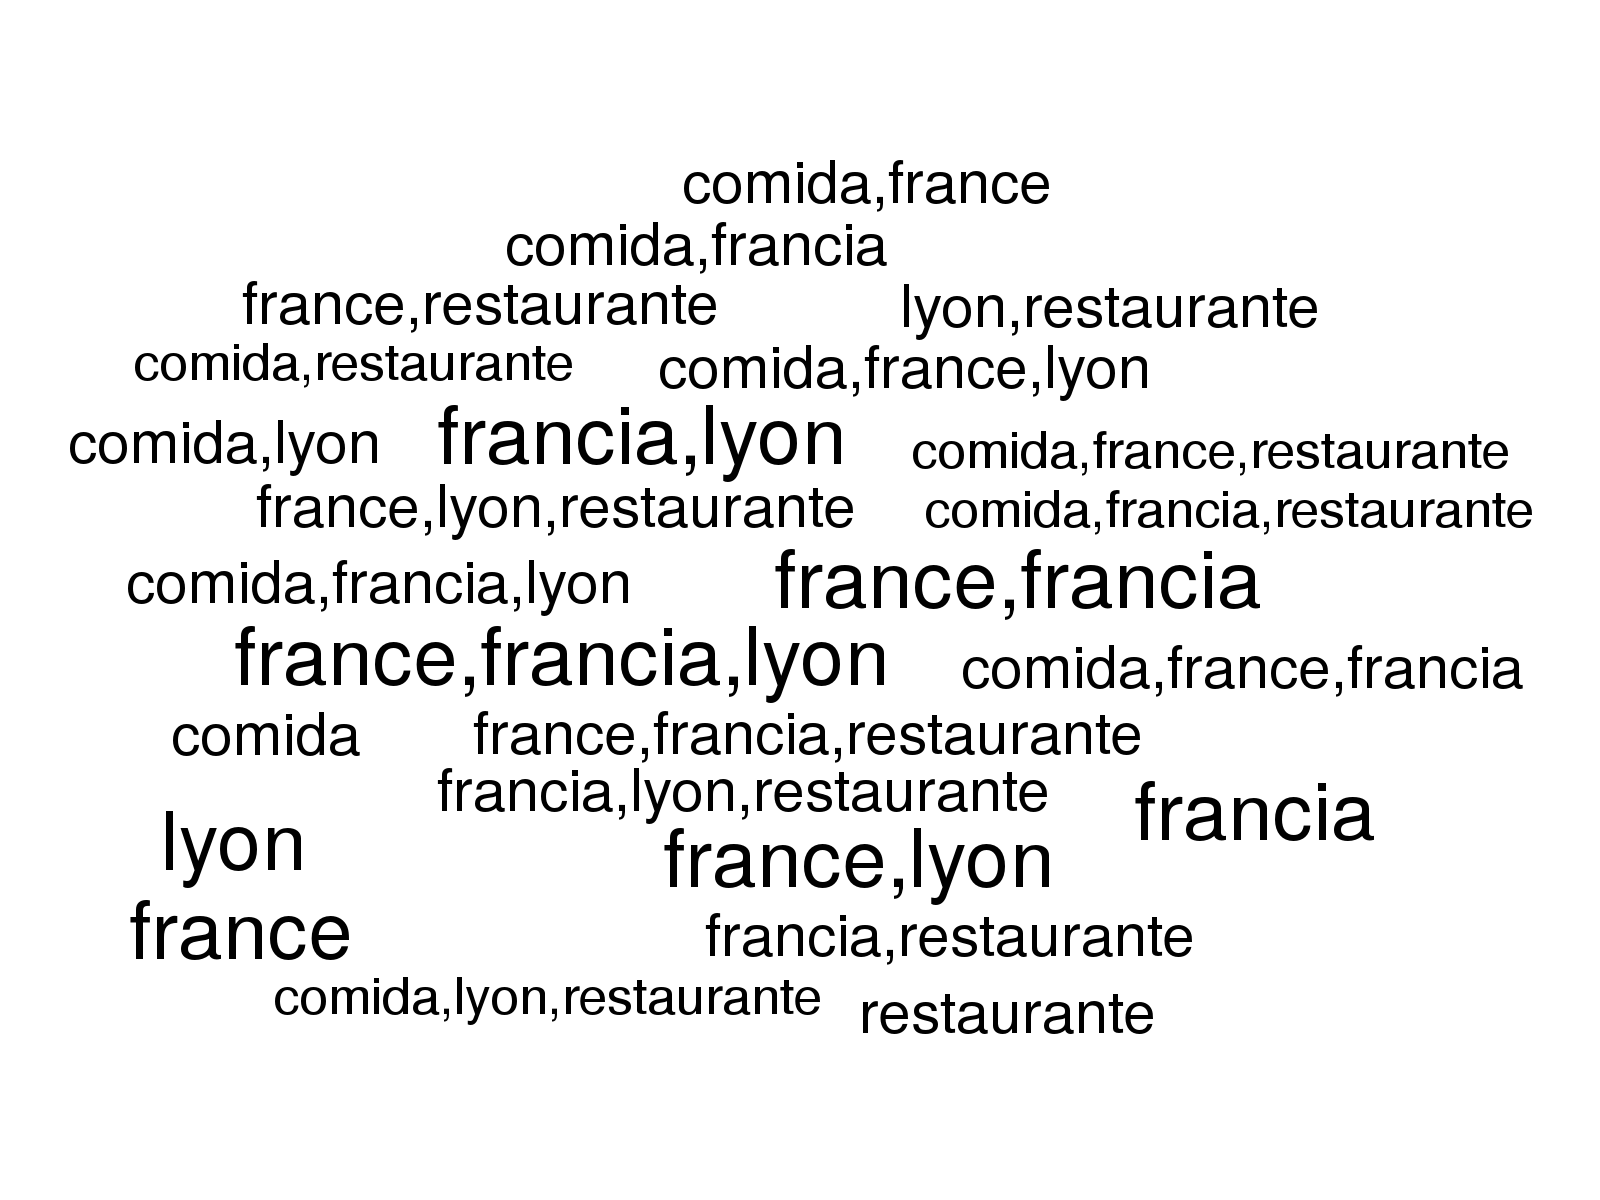 comida,france
comida,francia
france,restaurante lyon,restaurante
comida,restaurante comida,france,lyon
comida,lyon francia,lyon comida,france,restaurante
france,lyon,restaurante comida,francia,restaurante
comida,francia,lyon france,francia
france,francia,lyon comida,france,francia
comida france,francia,restaurante
francia,lyon,restaurante francia
lyon france,lyon
france francia,restaurante
comida,lyon,restaurante restaurante